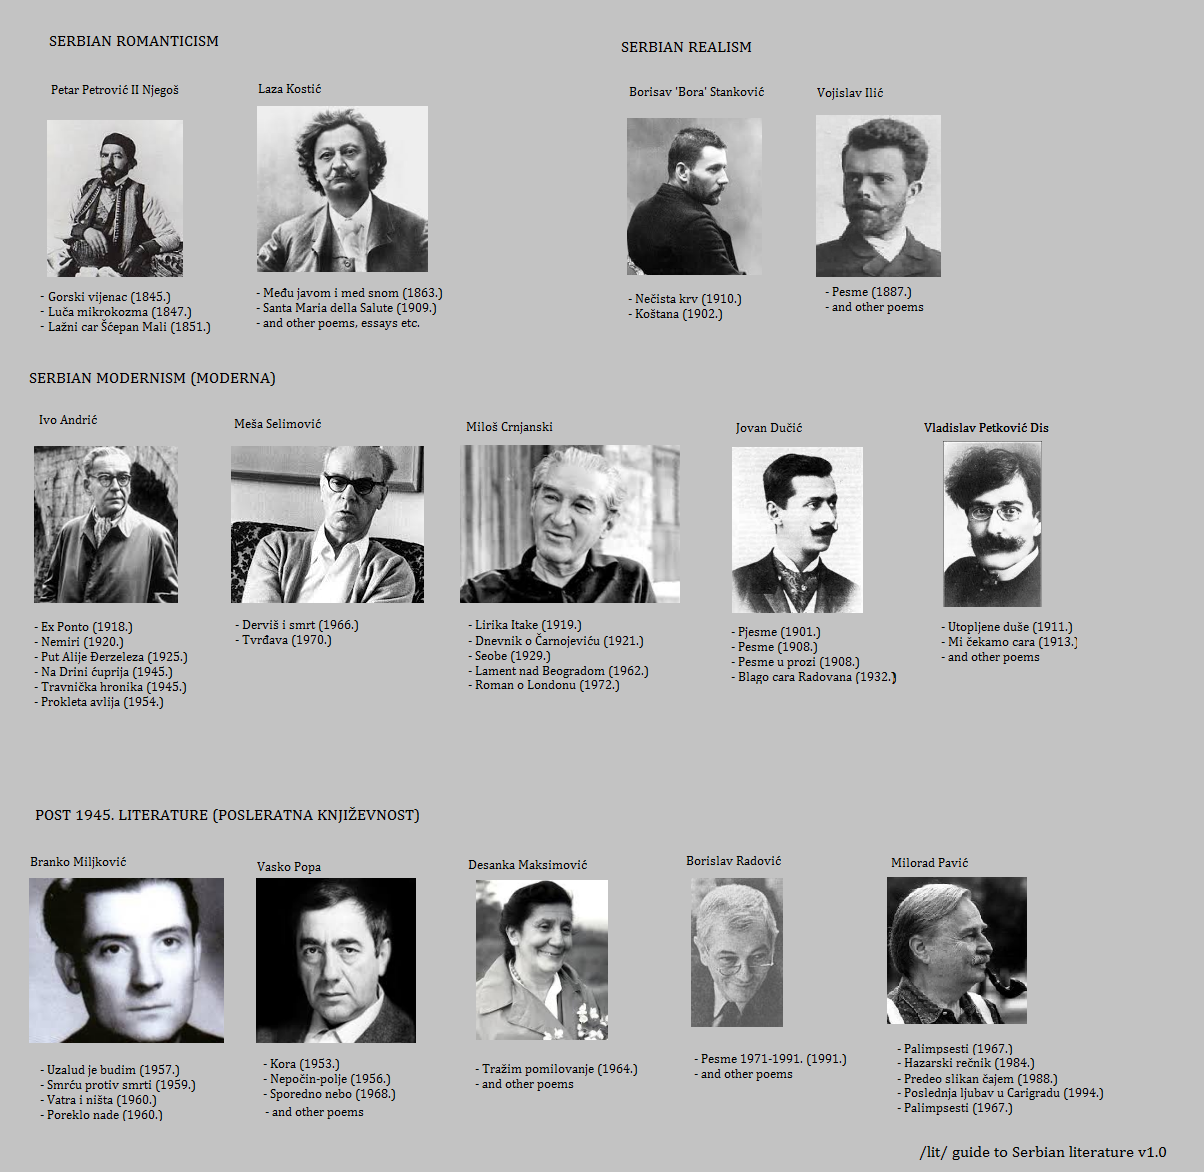 SERBIAN ROMANTICISM
Petar Petrović II Njegoš
- Gorski vijenac (1845.)
- Luča mikrokozma (1847.)
- Lažni car Šćepan Mali (1851.)
Laza Kostić
- Među javom i med snom (1863.)
- Santa Maria della Salute (1909.)
- and other poems, essays etc.
SERBIAN REALISM
Borisav 'Bora' Stanković
- Nečista krv (1910.)
- Koštana (1902.)
Vojislav Ilić
- Pesme (1887.)
- and other poems
SERBIAN MODERNISM (MODERNA)
Ivo Andrić
- Ex Ponto (1918.)
- Nemiri (1920.)
- Put Alije Đerzeleza (1925.)
- Na Drini ćuprija (1945.)
- Travnička hronika (1945.)
- Prokleta avlija (1954.)
Meša Selimović
- Derviš i smrt (1966.)
- Tvrđava (1970.)
Miloš Crnjanski
- Lirika Itake (1919.)
- Dnevnik o Čarnojeviću (1921.)
- Seobe (1929.)
- Lament nad Beogradom (1962.)
- Roman o Londonu (1972.)
Jovan Dučić
- Pjesme (1901.)
- Pesme (1908.)
- Pesme u prozi (1908.)
- Blago cara Radovana (1932.)
Vladislav Petković Dis
- Utopljene duše (1911.)
- Mi čekamo cara (1913.)
- and other poems
POST 1945. LITERATURE (POSLERATNA KNJIŽEVNOST)
Branko Miljković
- Uzalud je budim (1957.)
- Smrću protiv smrti (1959.)
- Vatra i ništa (1960.)
- Poreklo nade (1960.)
Vasko Popa
- Kora (1953.)
- Nepočin-polje (1956.)
- Sporedno nebo (1968.)
- and other poems
Desanka Maksimović
- Tražim pomilovanje (1964.)
- and other poems
Borislav Radović
- Pesme 1971-1991. (1991.)
- and other poems
Milorad Pavić
- Palimpsesti (1967.)
- Hazarski rečnik (1984.)
- Predeo slikan čajem (1988.)
- Poslednja ljubav u Carigradu (1994.)
- Palimpsesti (1967.)
/lit/ guide to Serbian literature v1.0